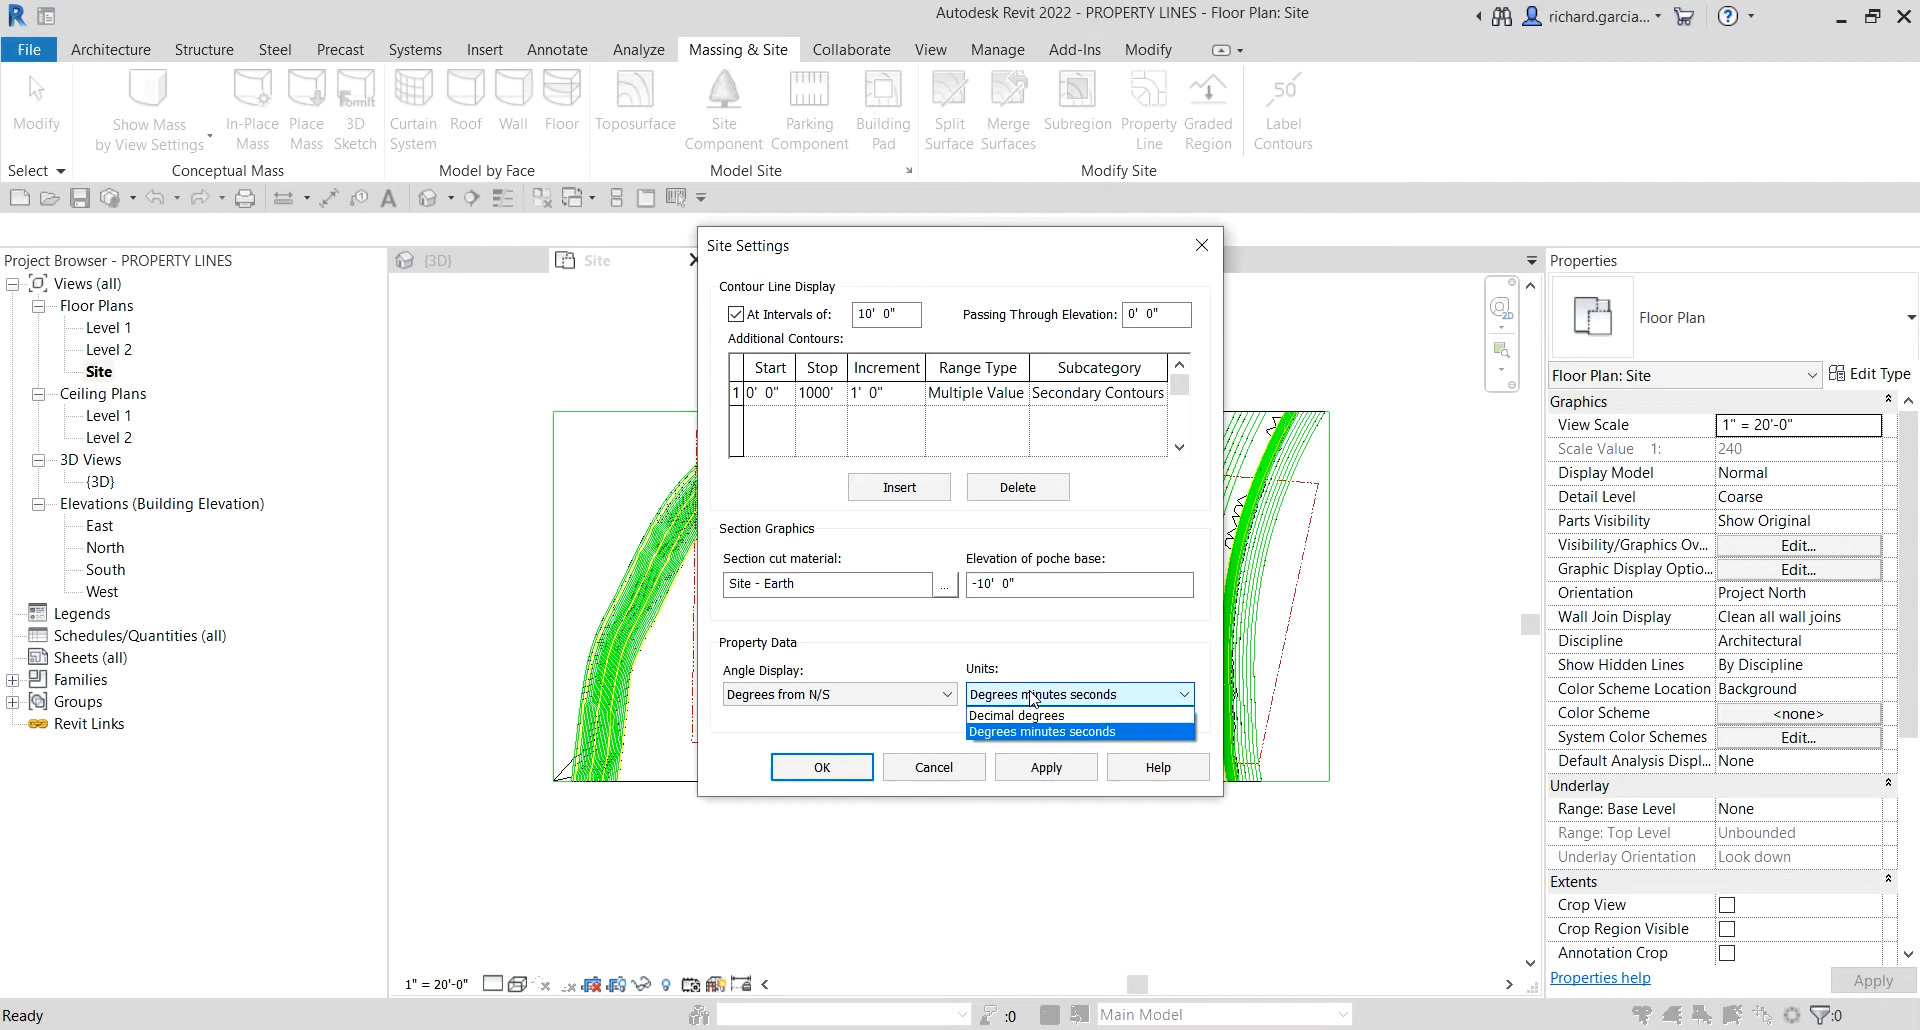 Autodesk Revit 2022 - PROPERTY LINES - Floor Plan: Site
richard.garcia...
File
Architecture
Structure
Steel
Precast
Systems
Insert
Annotate
Analyze
Massing & Site
Collaborate
View
Manage
Add-Ins
Modify
Modify
Show Mass
by View Settings
In-Place
Mass
Place
Mass
FormIt
3D
Sketch
Curtain
System
Roof
Wall
Floor
Toposurface
Site
Component
Parking
Component
Building
Pad
Split
Surface
Merge
Surfaces
Subregion
Property
Line
Graded
Region
50
Label
Contours
Select
Conceptual Mass
Model by Face
Model Site
Modify Site
Project Browser - PROPERTY LINES
Views (all)
Floor Plans
Level 1
Level 2
Site
Ceiling Plans
Level 1
Level 2
3D Views
{3D}
Elevations (Building Elevation)
East
North
South
West
Legends
Schedules/Quantities (all)
Sheets (all)
Families
Groups
Revit Links
{3D}
Site
Site Settings
Contour Line Display
At Intervals of:
10' 0"
Passing Through Elevation:
0' 0"
Additional Contours:
Start Stop Increment Range Type Subcategory
1 0' 0" 1000' 1' 0" Multiple Value Secondary Contours
Insert
Delete
Section Graphics
Section cut material:
Elevation of poche base:
Site - Earth
...
-10' 0"
Property Data
Angle Display:
Units:
Degrees from N/S
Degrees minutes seconds
Decimal degrees
Degrees minutes seconds
OK
Cancel
Apply
Help
2D
Properties
Floor Plan
Floor Plan: Site
Edit Type
Graphics
View Scale 1" = 20'-0"
Scale Value 1: 240
Display Model Normal
Detail Level Coarse
Parts Visibility Show Original
Visibility/Graphics Ov... Edit...
Graphic Display Optio... Edit...
Orientation Project North
Wall Join Display Clean all wall joins
Discipline Architectural
Show Hidden Lines By Discipline
Color Scheme Location Background
Color Scheme <none>
System Color Schemes Edit...
Default Analysis Displ... None
Underlay
Range: Base Level None
Range: Top Level Unbounded
Underlay Orientation Look down
Extents
Crop View
Crop Region Visible
Annotation Crop
Properties help
Apply
1" = 20'-0"
Ready
:0
Main Model
:0